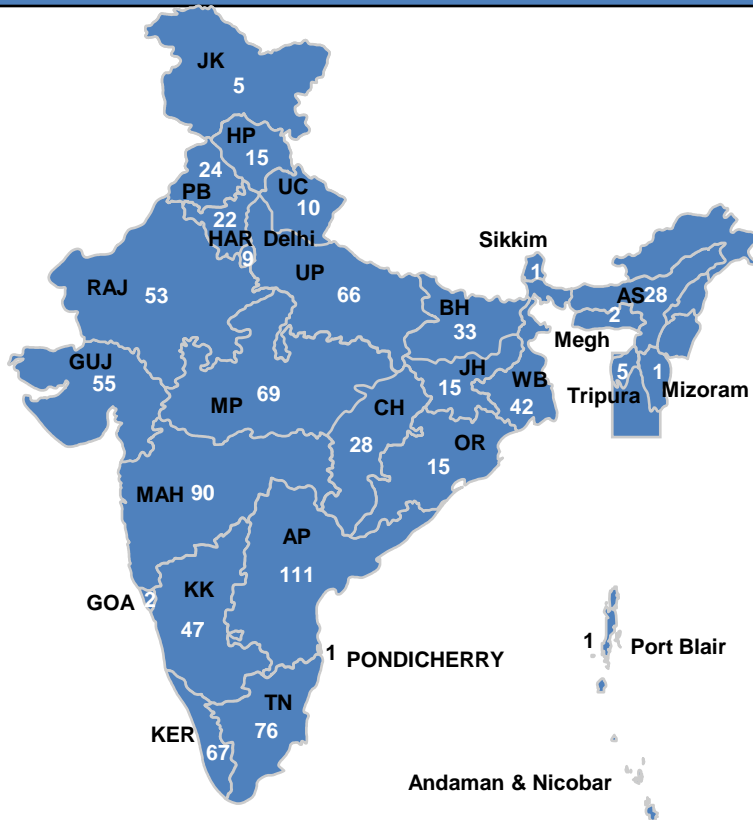 JK
5
HP
15
24
PB
UC
10
22
HAR
Delhi
9
Sikkim
1
RAJ
53
UP
66
BH
33
AS
28
2
Megh
GUJ
55
MP
69
JH
15
WB
42
5
1
Tripura
Mizoram
CH
28
OR
15
MAH
90
AP
111
GOA
2
KK
47
1
PONDICHERRY
1
Port Blair
TN
76
KER
67
Andaman & Nicobar